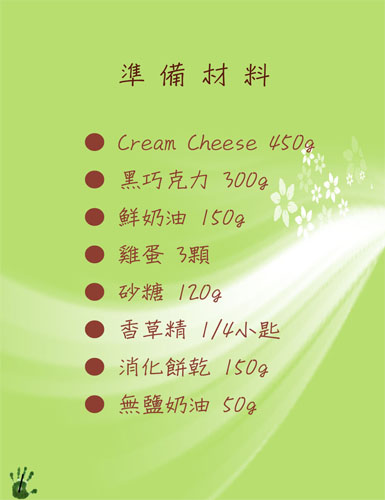 準備材料
● Cream Cheese 450g
● 黑巧克力 300g
● 鮮奶油 150g
● 雞蛋 3顆
● 砂糖 120g
● 香草精 1/4小匙
● 消化餅乾 150g
● 無鹽奶油 50g